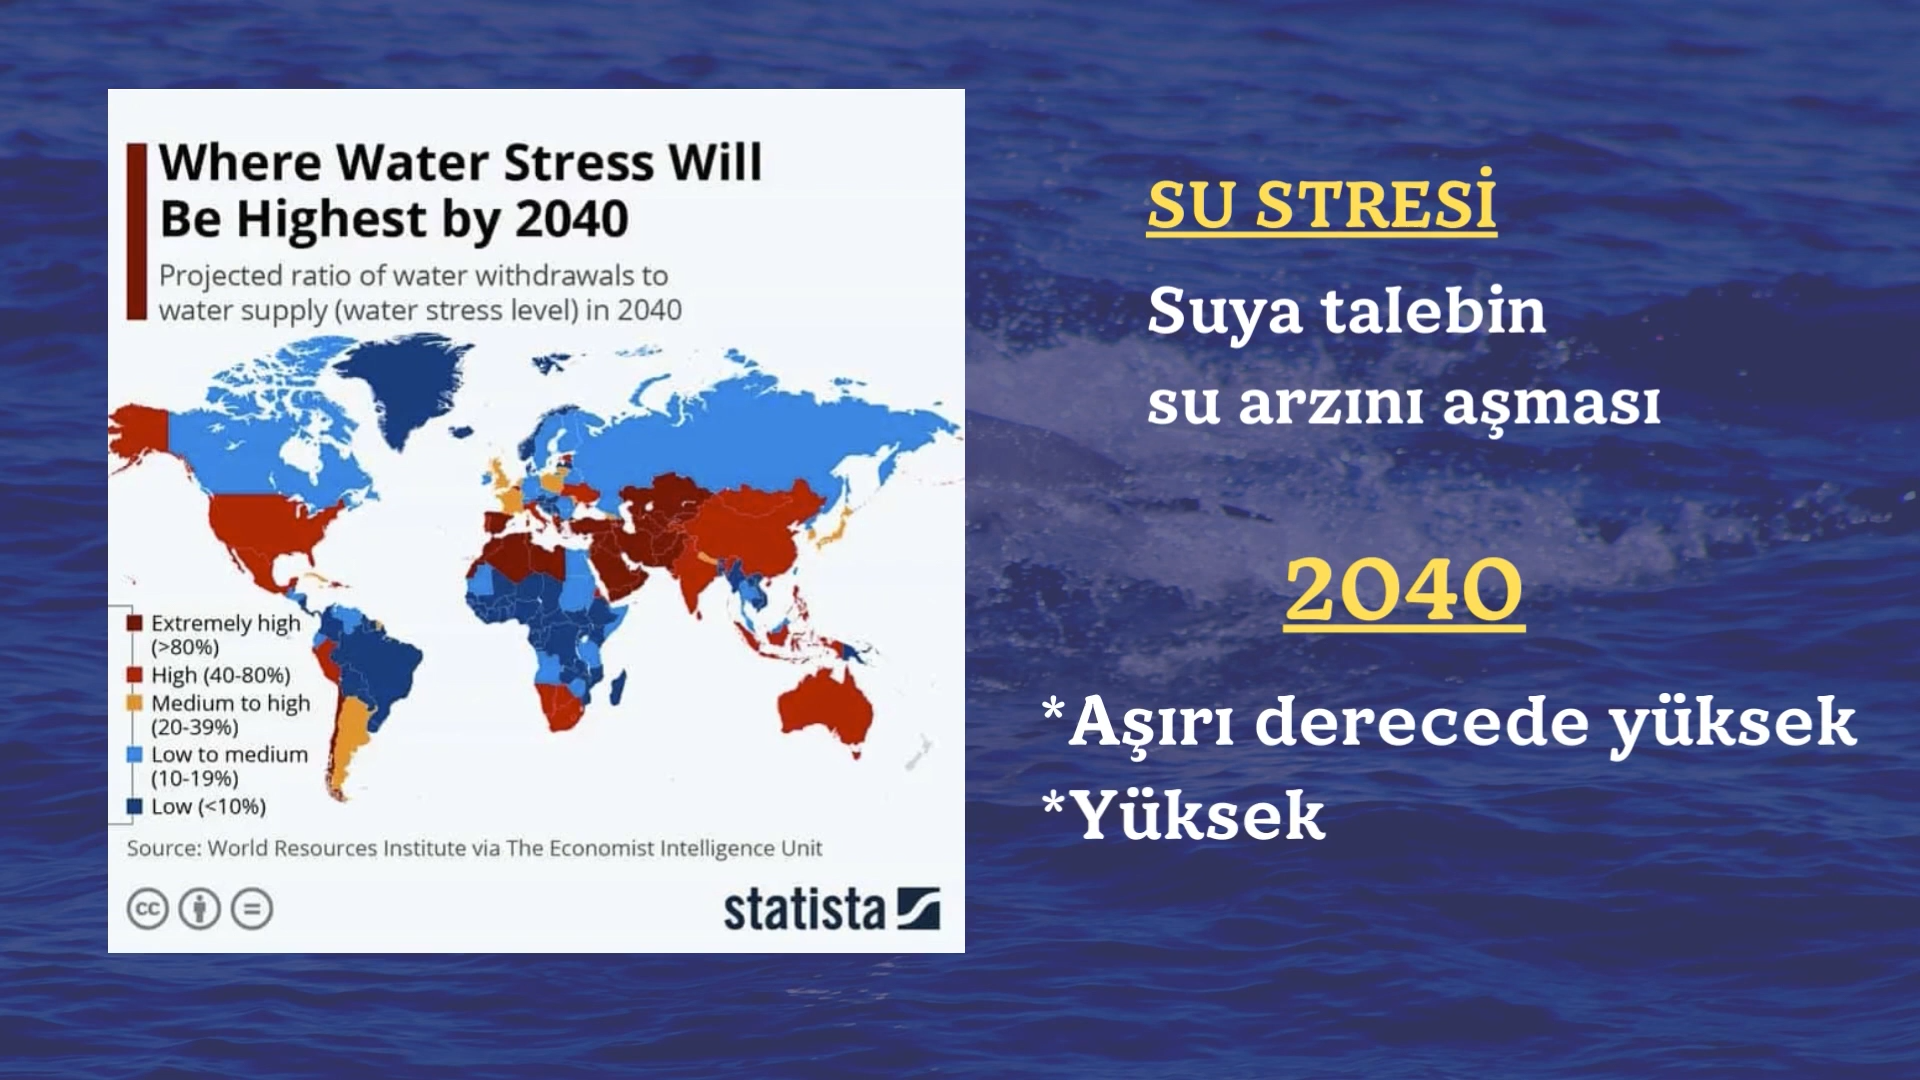 Where Water Stress Will
Be Highest by 2040
Projected ratio of water withdrawals to
water supply (water stress level) in 2040
Extremely high
(>80%)
High (40-80%)
Medium to high
(20-39%)
Low to medium
(10-19%)
Low (<10%)
Source: World Resources Institute via The Economist Intelligence Unit
cc
statista
SU STRESİ
Suya talebin
su arzını aşması
2040
*Aşırı derecede yüksek
*Yüksek